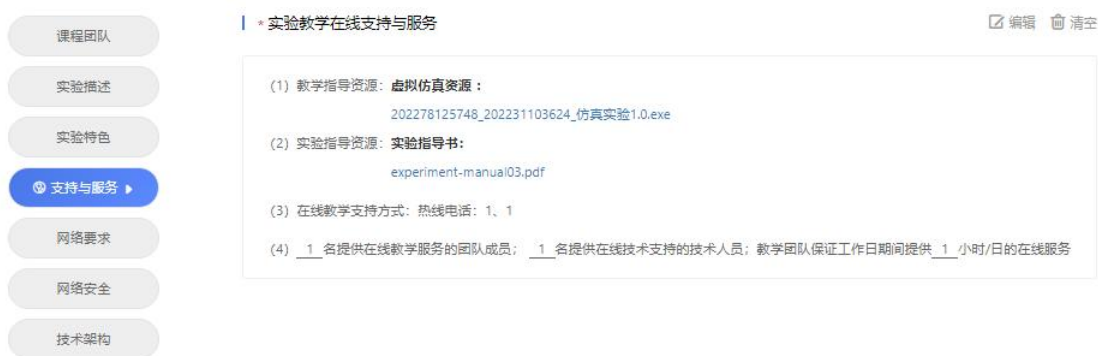 课程团队
实验描述
实验特色
支持与服务
网络要求
网络安全
技术架构
* 实验教学在线支持与服务
编辑 清空
(1) 教学指导资源: 虚拟仿真资源：
202278125748_202231103624_仿真实验1.0.exe
(2) 实验指导资源: 实验指导书:
experiment-manual03.pdf
(3) 在线教学支持方式: 热线电话: 1、1
(4) 1 名提供在线教学服务的团队成员; 1 名提供在线技术支持的技术人员; 教学团队保证工作日期间提供 1 小时/日的在线服务